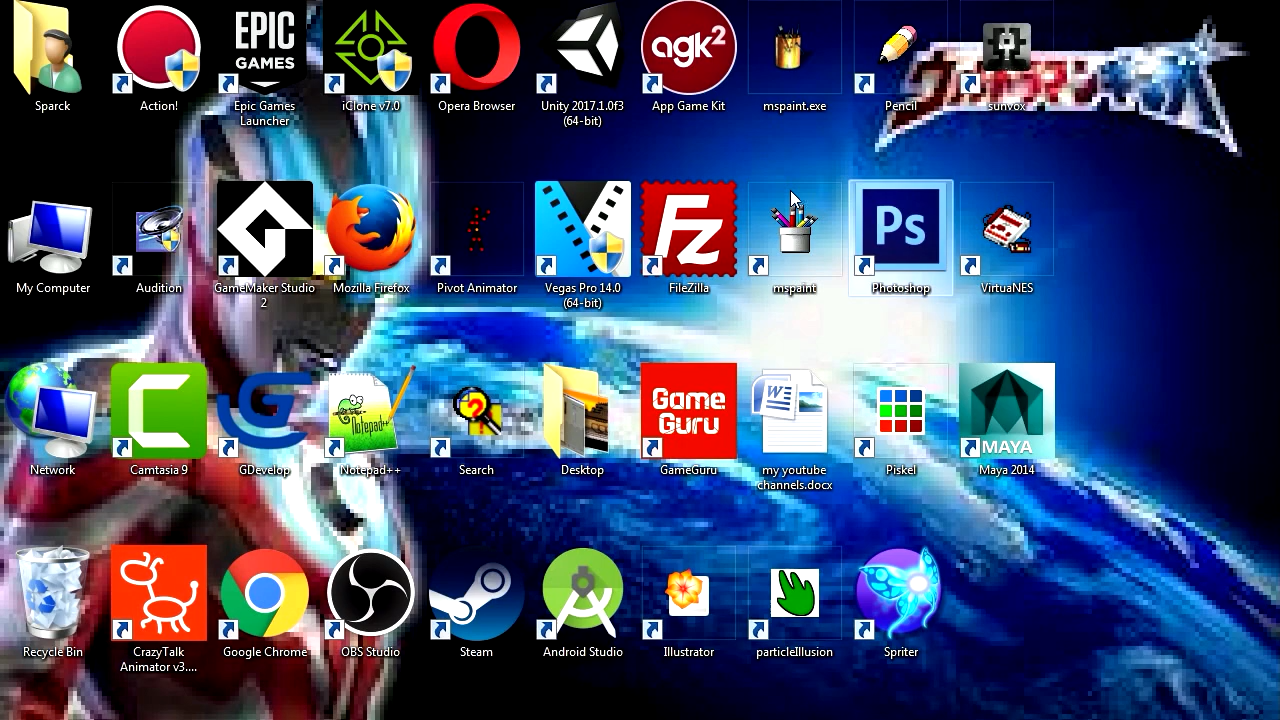 EPIC
GAMES
agk²
Sparck
Action!
Epic Games
Launcher
iClone v7.0
Opera Browser
Unity 2017.1.0f3
(64-bit)
App Game Kit
mspaint.exe
Pencil
sunvox
Fz
Ps
My Computer
Audition
GameMaker Studio
2
Mozilla Firefox
Pivot Animator
Vegas Pro 14.0
(64-bit)
FileZilla
mspaint
Photoshop
VirtuaNES
Notepad++
Game
Guru
W
MAYA
Network
Camtasia 9
GDevelop
Notepad++
Search
Desktop
GameGuru
my youtube
channels.docx
Piskel
Maya 2014
Recycle Bin
CrazyTalk
Animator v3....
Google Chrome
OBS Studio
Steam
Android Studio
Illustrator
particleIllusion
Spriter